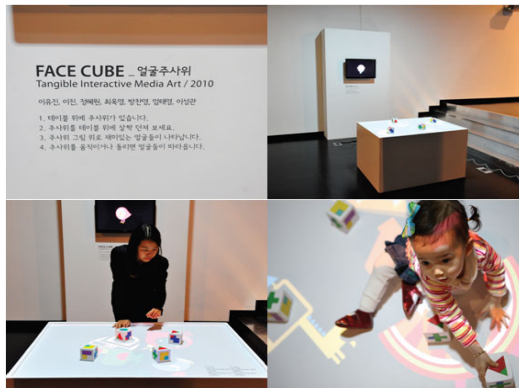 FACE CUBE _ 얼굴주사위
Tangible Interactive Media Art / 2010
이유진, 이진, 정혜원, 최옥영, 방찬영, 임태영, 이성관
1. 테이블 위에 주사위가 있습니다.
2. 주사위를 테이블 위에 살짝 던져 보세요.
3. 주사위 그림 위로 재미있는 얼굴들이 나타납니다.
4. 주사위를 움직이거나 돌리면 얼굴들이 따라옵니다.